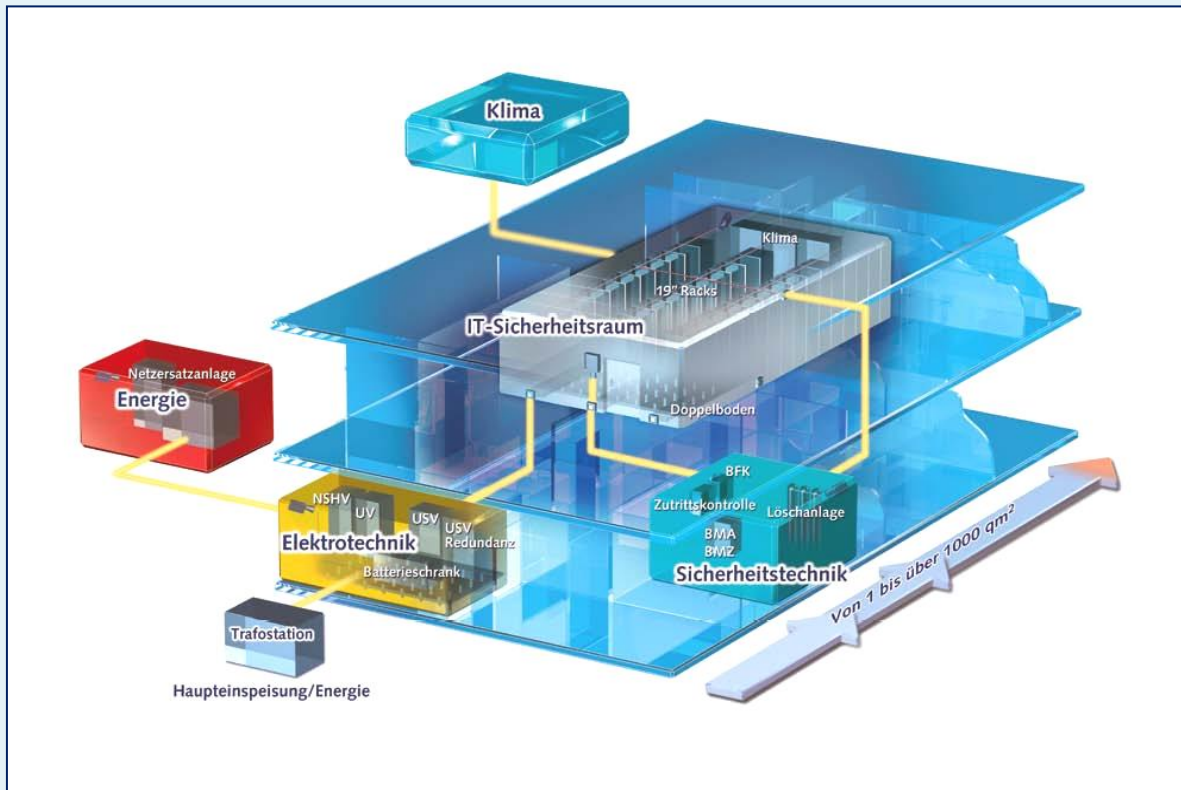 Klima
Klima
19" Racks
IT-Sicherheitsraum
Netzersatzanlage
Energie
Doppelboden
BFK
NSHV
Zutrittskontrolle
Löschanlage
UV
USV
USV
Redundanz
BMA
BMZ
Elektrotechnik
Batterieschrank
Sicherheitstechnik
Von 1 bis über 1000 qm²
Trafostation
Haupteinspeisung/Energie